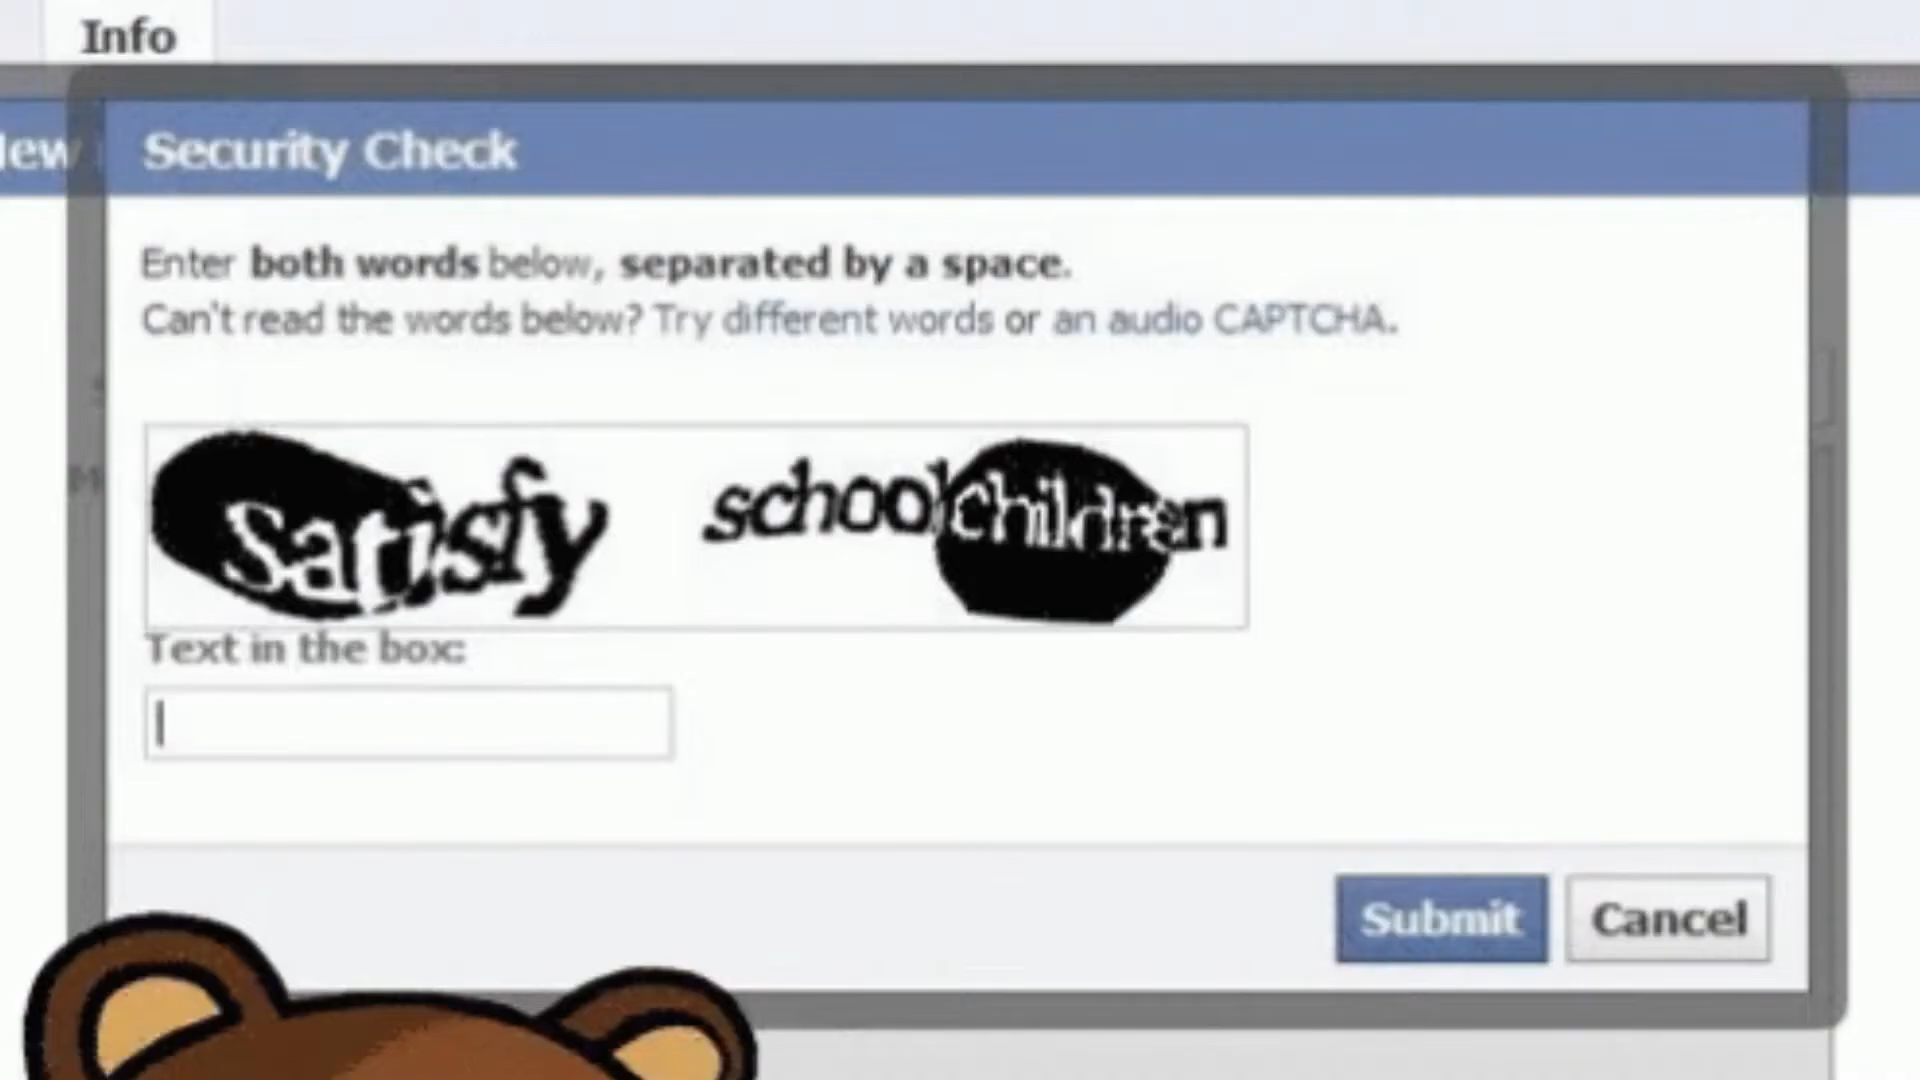 Info
New
Security Check
Enter both words below, separated by a space.
Can't read the words below? Try different words or an audio CAPTCHA.
satisfy schoolchildren
Text in the box:
Submit Cancel